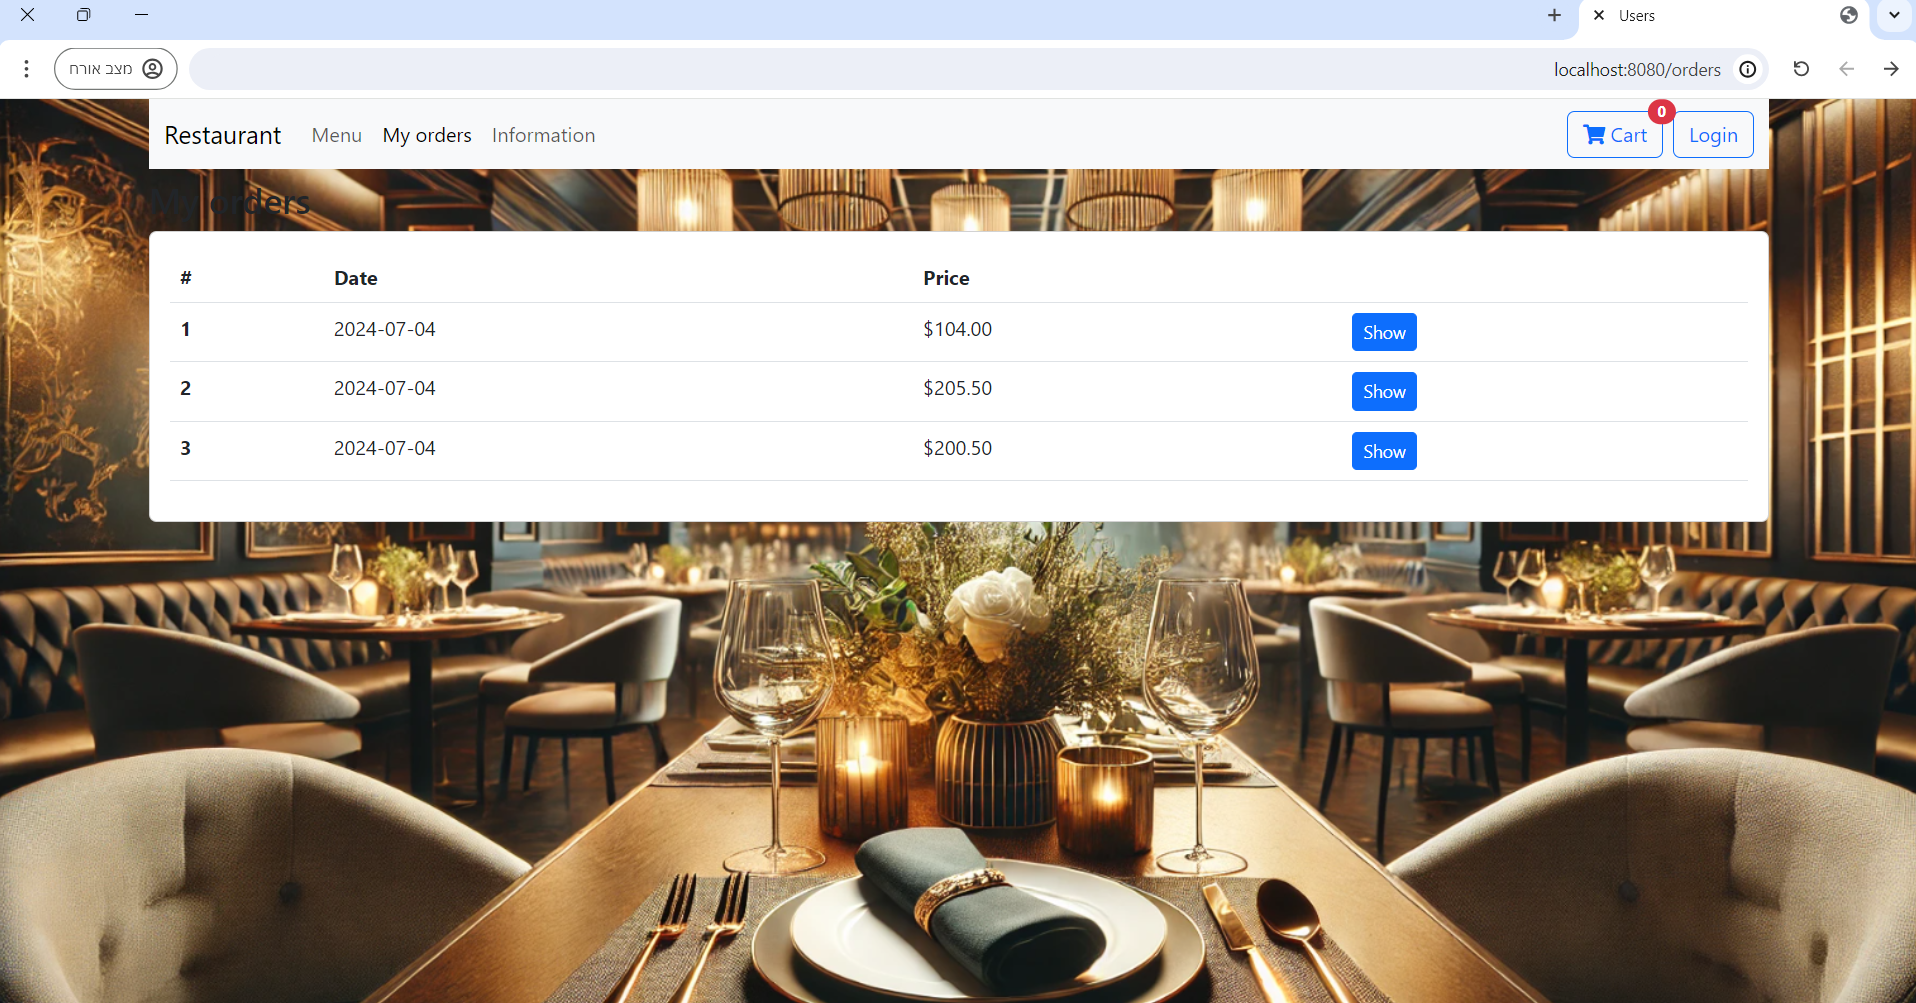 Users
מצב אורח
localhost:8080/orders
Restaurant Menu My orders Information 0 Cart Login
My orders
# Date Price
1 2024-07-04 $104.00 Show
2 2024-07-04 $205.50 Show
3 2024-07-04 $200.50 Show